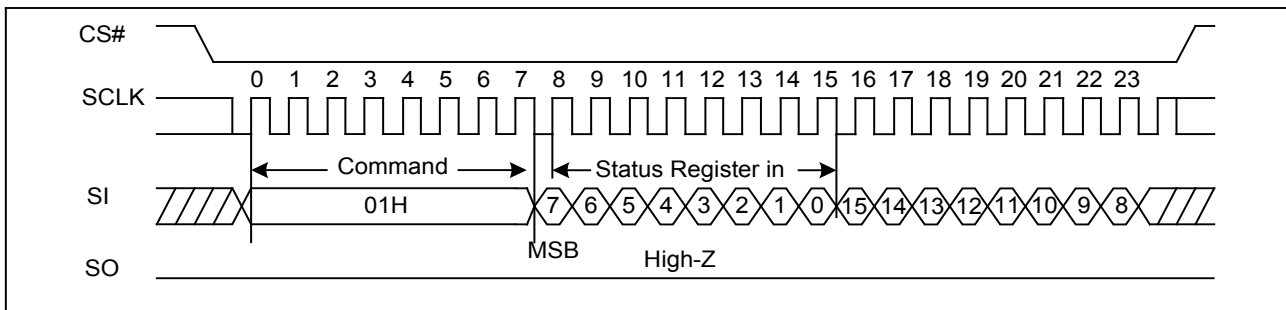 CS#
0 1 2 3 4 5 6 7 8 9 10 11 12 13 14 15 16 17 18 19 20 21 22 23
SCLK
Command Status Register in
SI 01H 7 6 5 4 3 2 1 0 15 14 13 12 11 10 9 8
MSB
SO High-Z